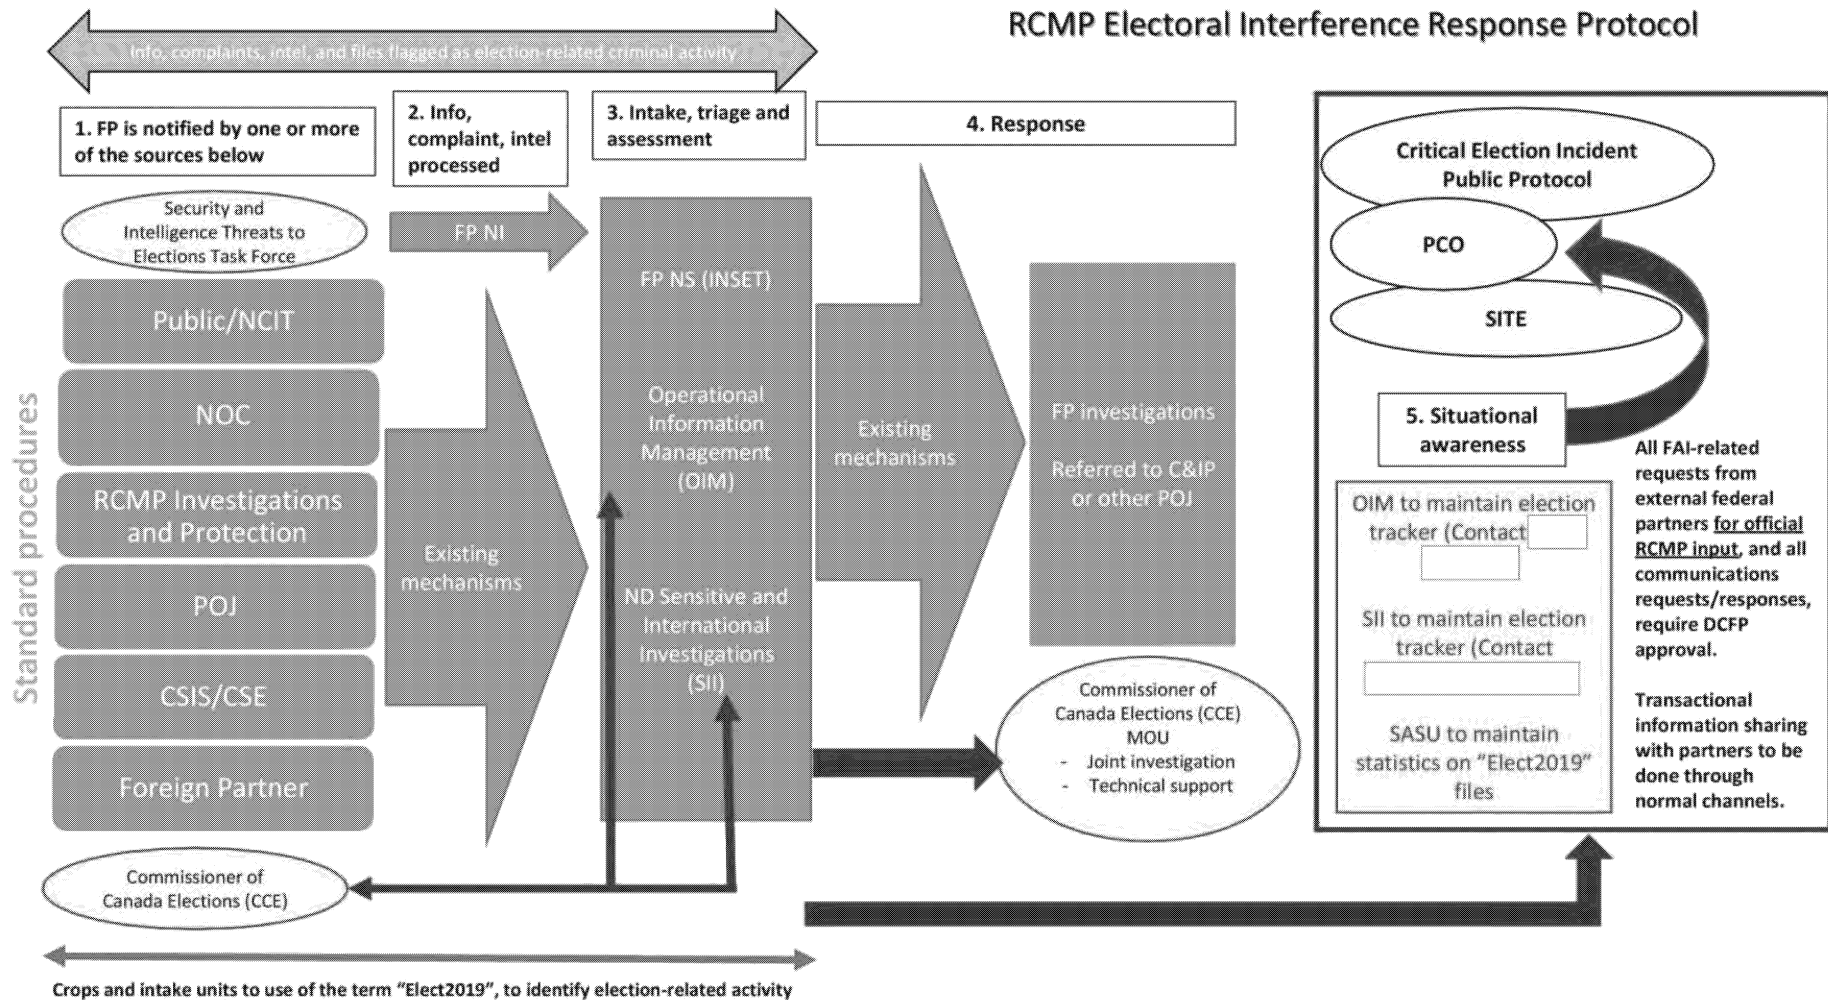 RCMP Electoral Interference Response Protocol
Info, complaints, intel, and files flagged as election-related criminal activity
1. FP is notified by one or more
of the sources below
2. Info,
complaint, intel
processed
3. Intake, triage and
assessment
4. Response
Standard procedures
Security and
Intelligence Threats to
Elections Task Force
Public/NCIT
NOC
RCMP Investigations
and Protection
POJ
CSIS/CSE
Foreign Partner
Commissioner of
Canada Elections (CCE)
FP NI
Existing
mechanisms
FP NS (INSET)
Operational
Information
Management
(OIM)
ND Sensitive and
International
Investigations
(SII)
Existing
mechanisms
FP investigations
Referred to C&IP
or other POJ
Commissioner of
Canada Elections (CCE)
MOU
- Joint investigation
- Technical support
Critical Election Incident
Public Protocol
PCO
SITE
5. Situational
awareness
OIM to maintain election
tracker (Contact
SII to maintain election
tracker (Contact
SASU to maintain
statistics on “Elect2019”
files
All FAI-related
requests from
external federal
partners for official
RCMP input, and all
communications
requests/responses,
require DCFP
approval.
Transactional
information sharing
with partners to be
done through
normal channels.
Crops and intake units to use of the term “Elect2019”, to identify election-related activity